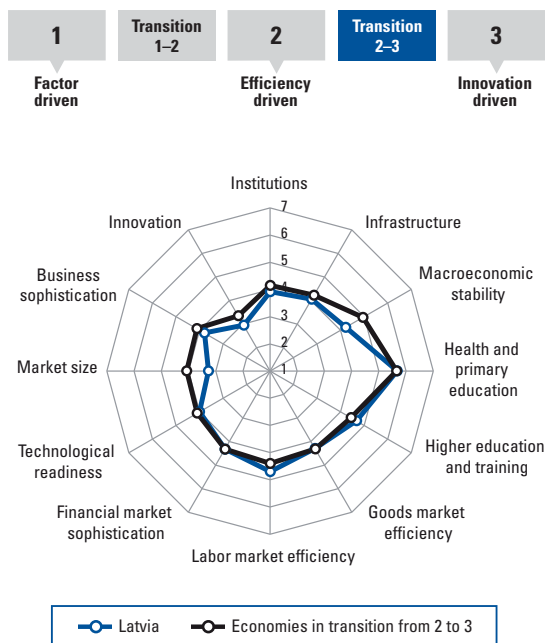 1
Transition
1–2
2
Transition
2–3
3
Factor
driven
Efficiency
driven
Innovation
driven
Institutions
7
Innovation
6
Infrastructure
5
Business
sophistication
4
Macroeconomic
stability
3
2
Market size
1
Health and
primary
education
Technological
readiness
Higher education
and training
Financial market
sophistication
Goods market
efficiency
Labor market efficiency
Latvia
Economies in transition from 2 to 3